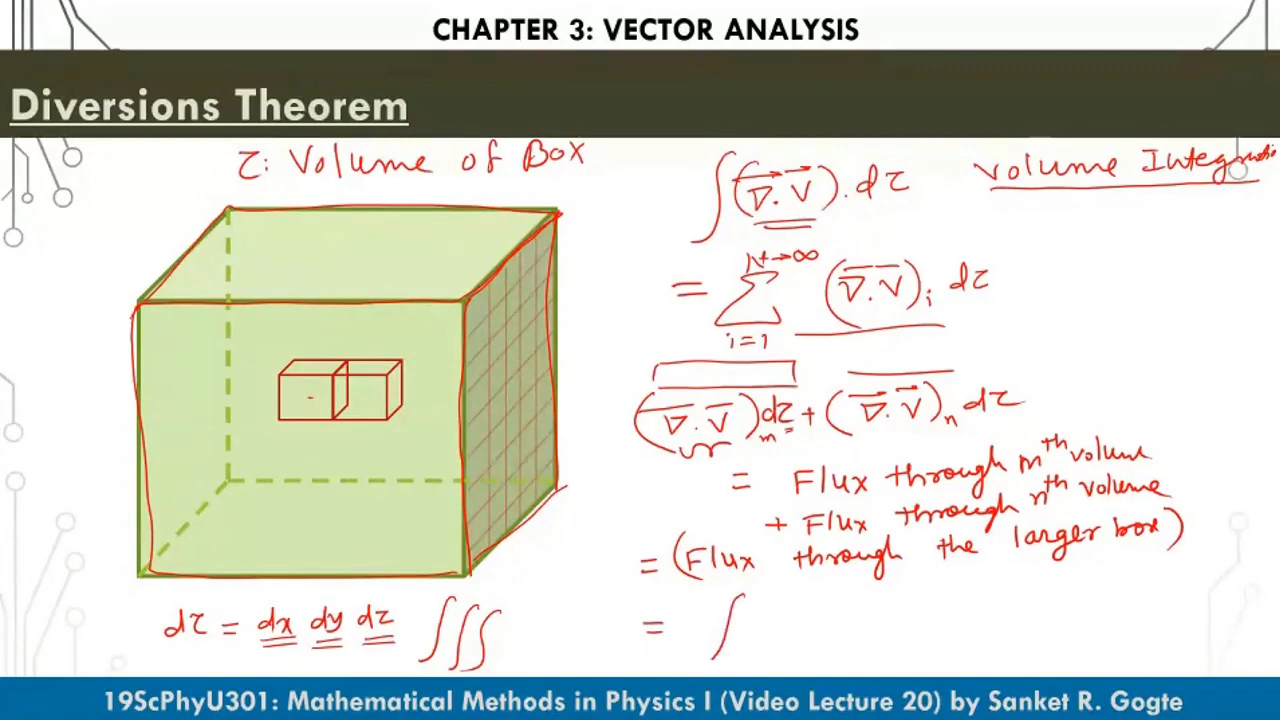 CHAPTER 3: VECTOR ANALYSIS
Diversions Theorem
τ: Volume of Box
∫(∇⃗.V⃗).dτ
Volume Integration
= Σ (∇⃗.V⃗)ᵢ dτ
N→∞
i=1
(∇⃗.V⃗)ₘ dτ + (∇⃗.V⃗)ₙ dτ
= Flux through mth volume
+ Flux through nth volume
= (Flux through the larger box)
dτ = dx dy dz ∫∫∫
= ∫
19ScPhyU301: Mathematical Methods in Physics I (Video Lecture 20) by Sanket R. Gogte